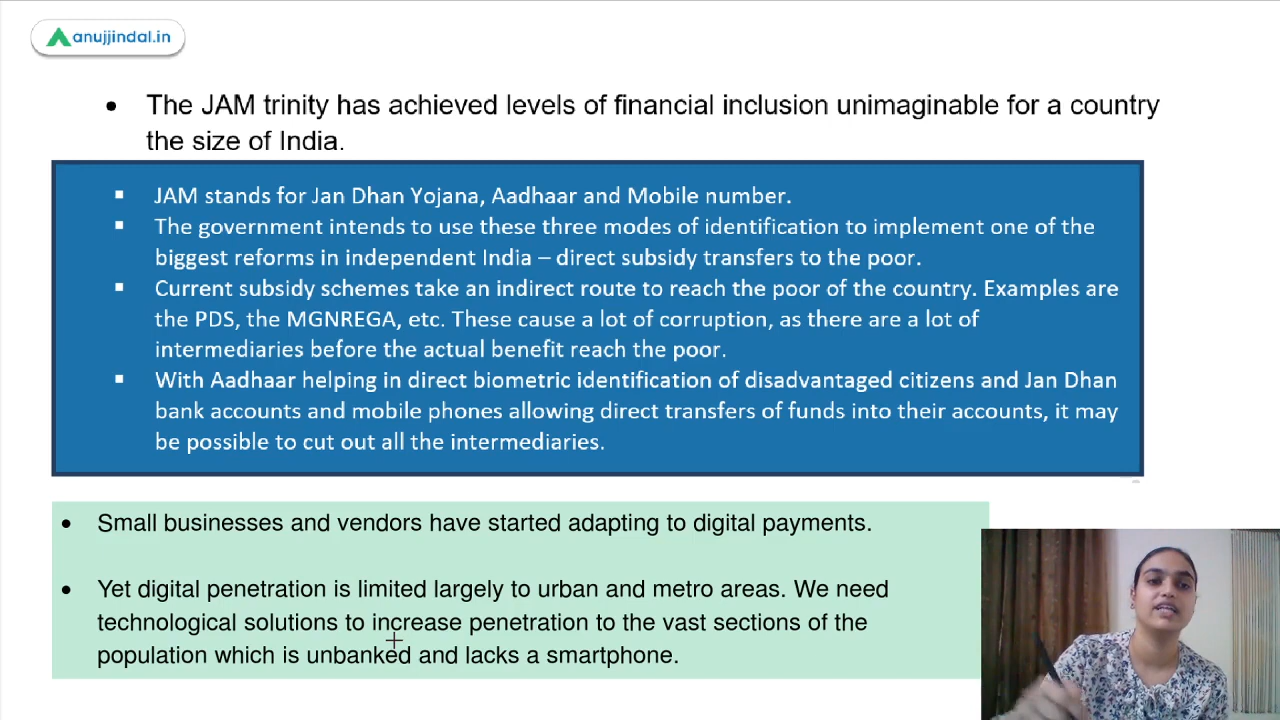 anujjindal.in
• The JAM trinity has achieved levels of financial inclusion unimaginable for a country
the size of India.
▪ JAM stands for Jan Dhan Yojana, Aadhaar and Mobile number.
▪ The government intends to use these three modes of identification to implement one of the
biggest reforms in independent India – direct subsidy transfers to the poor.
▪ Current subsidy schemes take an indirect route to reach the poor of the country. Examples are
the PDS, the MGNREGA, etc. These cause a lot of corruption, as there are a lot of
intermediaries before the actual benefit reach the poor.
▪ With Aadhaar helping in direct biometric identification of disadvantaged citizens and Jan Dhan
bank accounts and mobile phones allowing direct transfers of funds into their accounts, it may
be possible to cut out all the intermediaries.
• Small businesses and vendors have started adapting to digital payments.
• Yet digital penetration is limited largely to urban and metro areas. We need
technological solutions to increase penetration to the vast sections of the
population which is unbanked and lacks a smartphone.